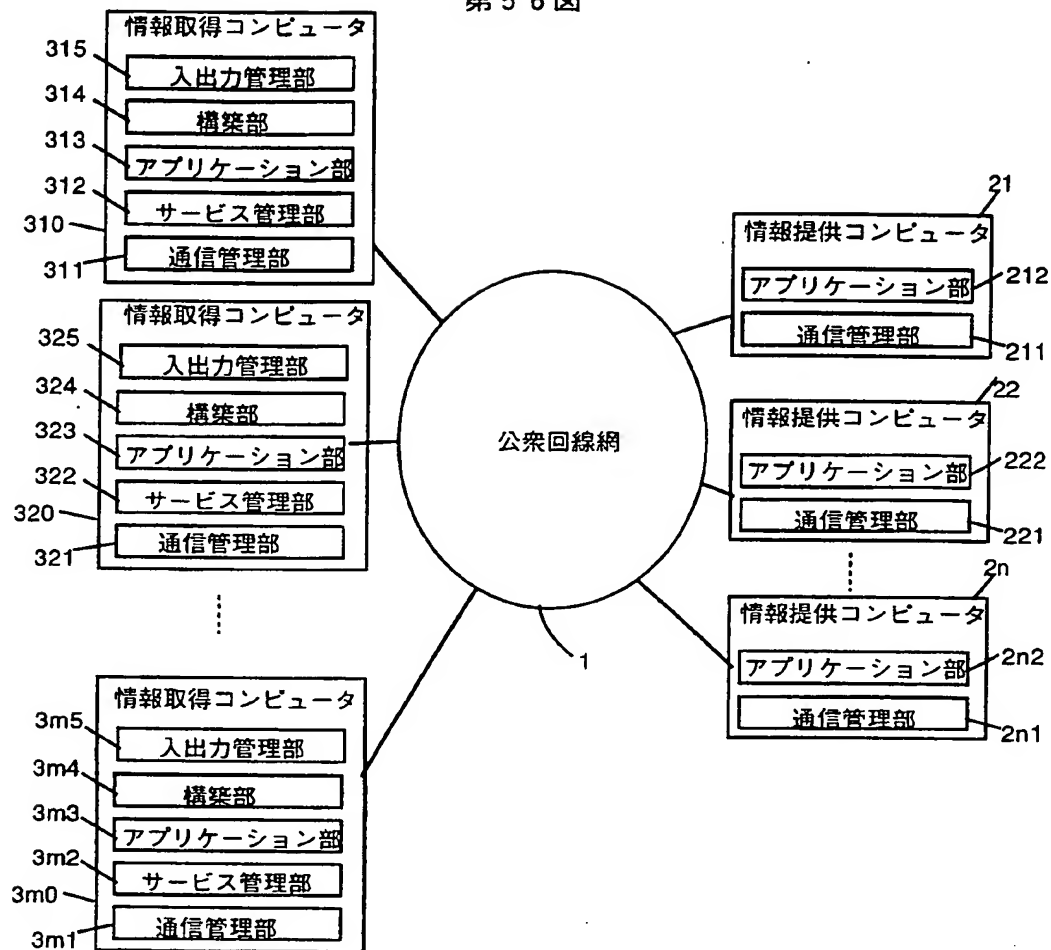 第56図
情報取得コンピュータ
315
入出力管理部
314
構築部
313
アプリケーション部
312
サービス管理部
310
311
通信管理部
情報取得コンピュータ
325
入出力管理部
324
構築部
323
アプリケーション部
322
サービス管理部
320
321
通信管理部
情報取得コンピュータ
3m5
入出力管理部
3m4
構築部
3m3
アプリケーション部
3m2
サービス管理部
3m0
3m1
通信管理部
公衆回線網
1
21
情報提供コンピュータ
アプリケーション部
212
通信管理部
211
22
情報提供コンピュータ
アプリケーション部
222
通信管理部
221
2n
情報提供コンピュータ
アプリケーション部
2n2
通信管理部
2n1